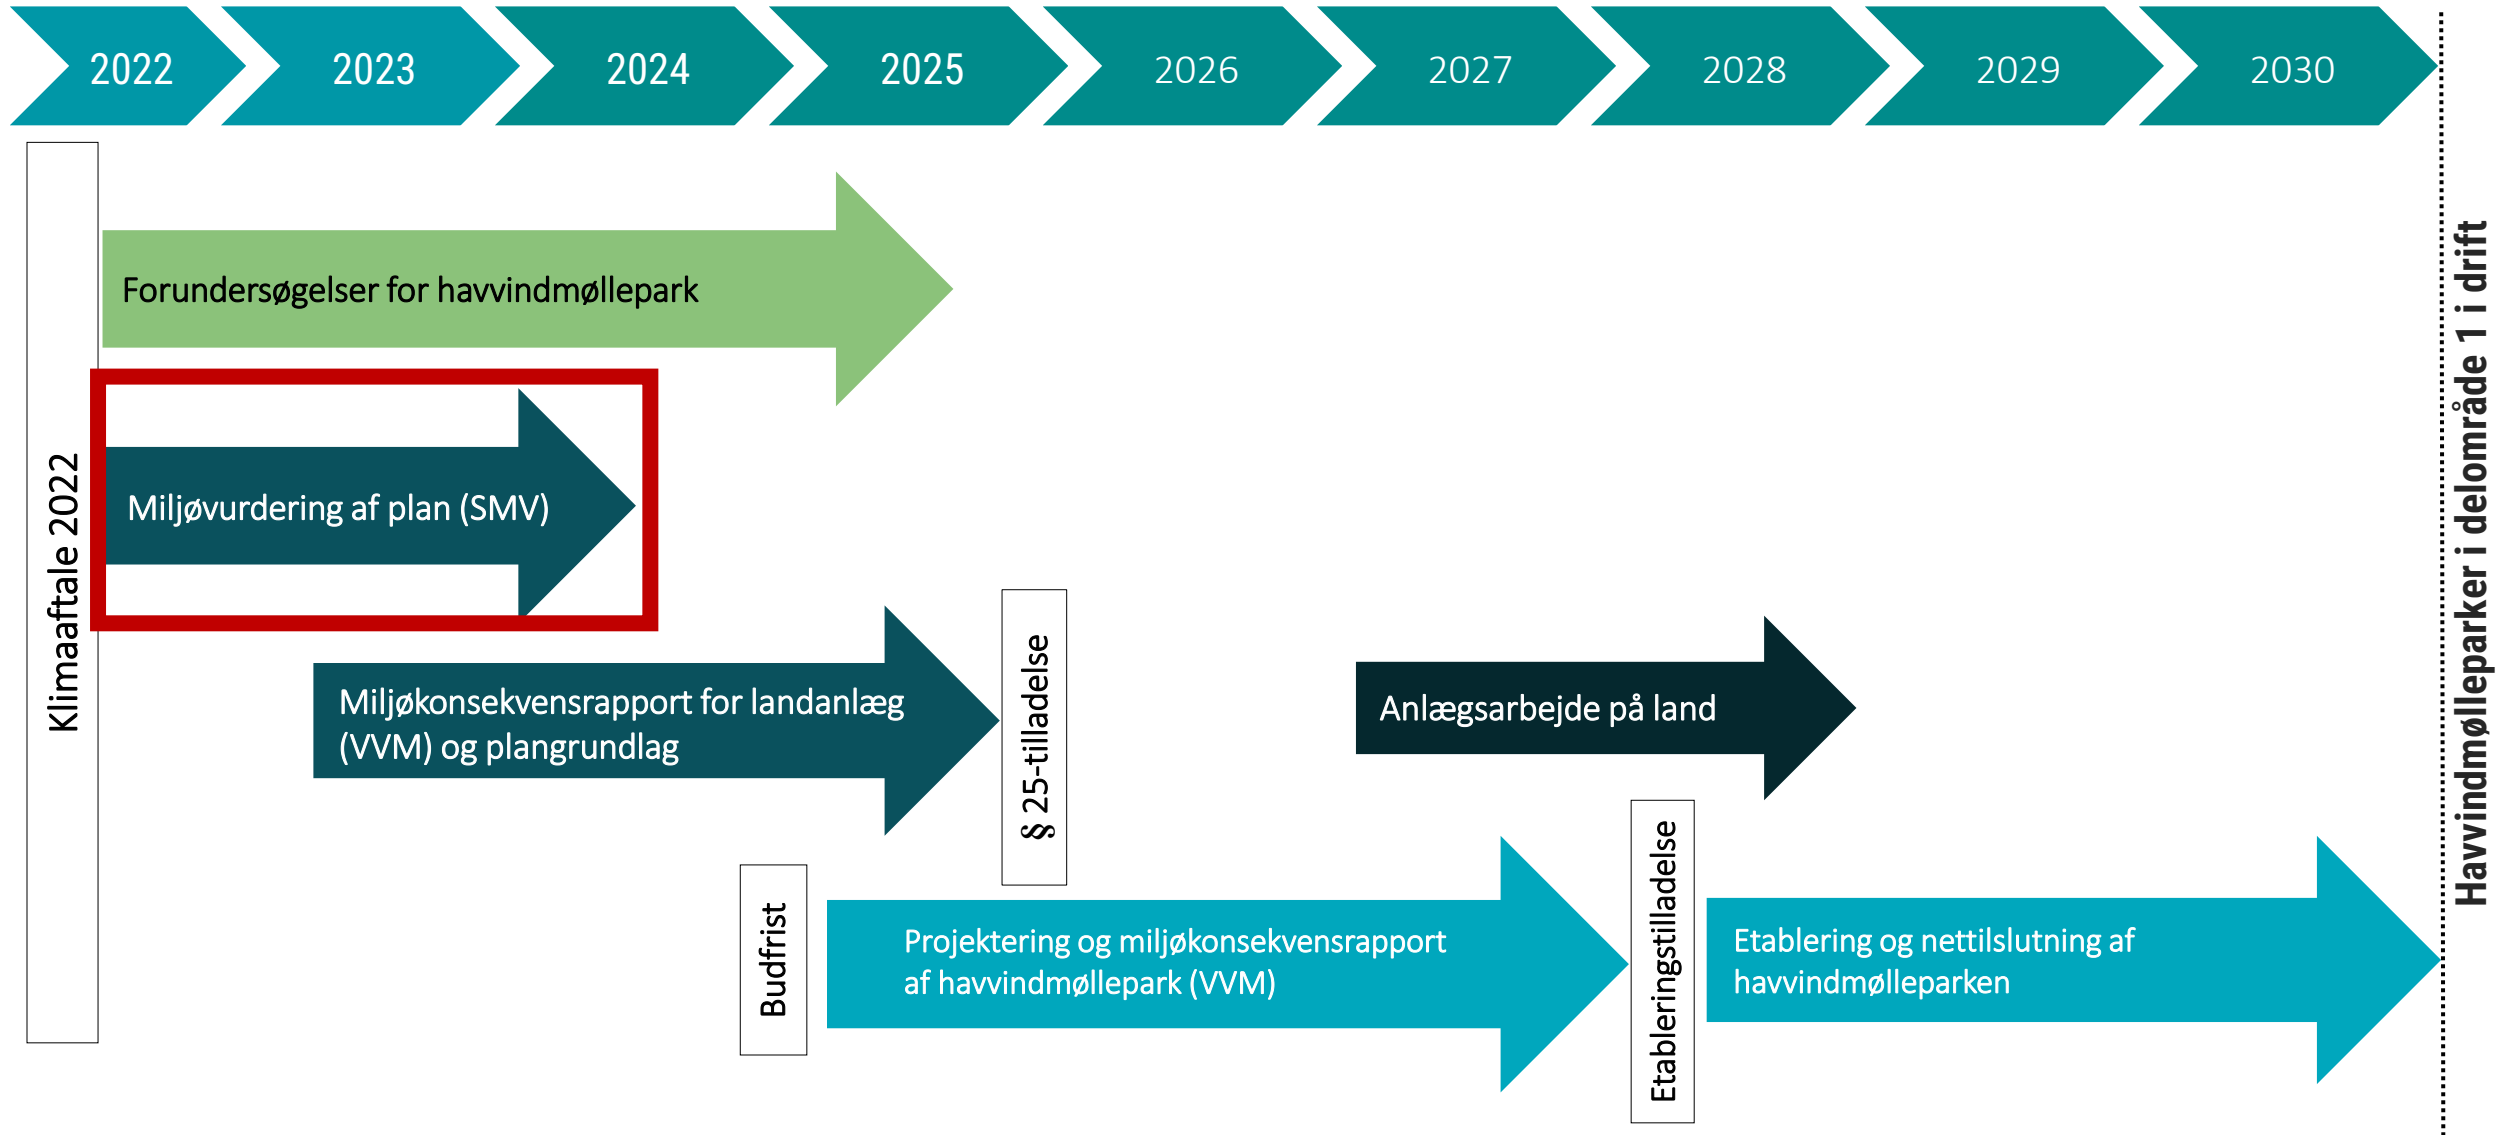 2022
2023
2024
2025
2026
2027
2028
2029
2030
Klimaaftale 2022
Forundersøgelser for havvindmøllepark
Miljøvurdering af plan (SMV)
Miljøkonsekvensrapport for landanlæg
(VVM) og plangrundlag
§ 25-tilladelse
Anlægsarbejde på land
Budfrist
Projektering og miljøkonsekvensrapport
af havvindmøllepark (VVM)
Etableringstilladelse
Etablering og nettilslutning af
havvindmølleparken
Havvindmølleparker i delområde 1 i drift